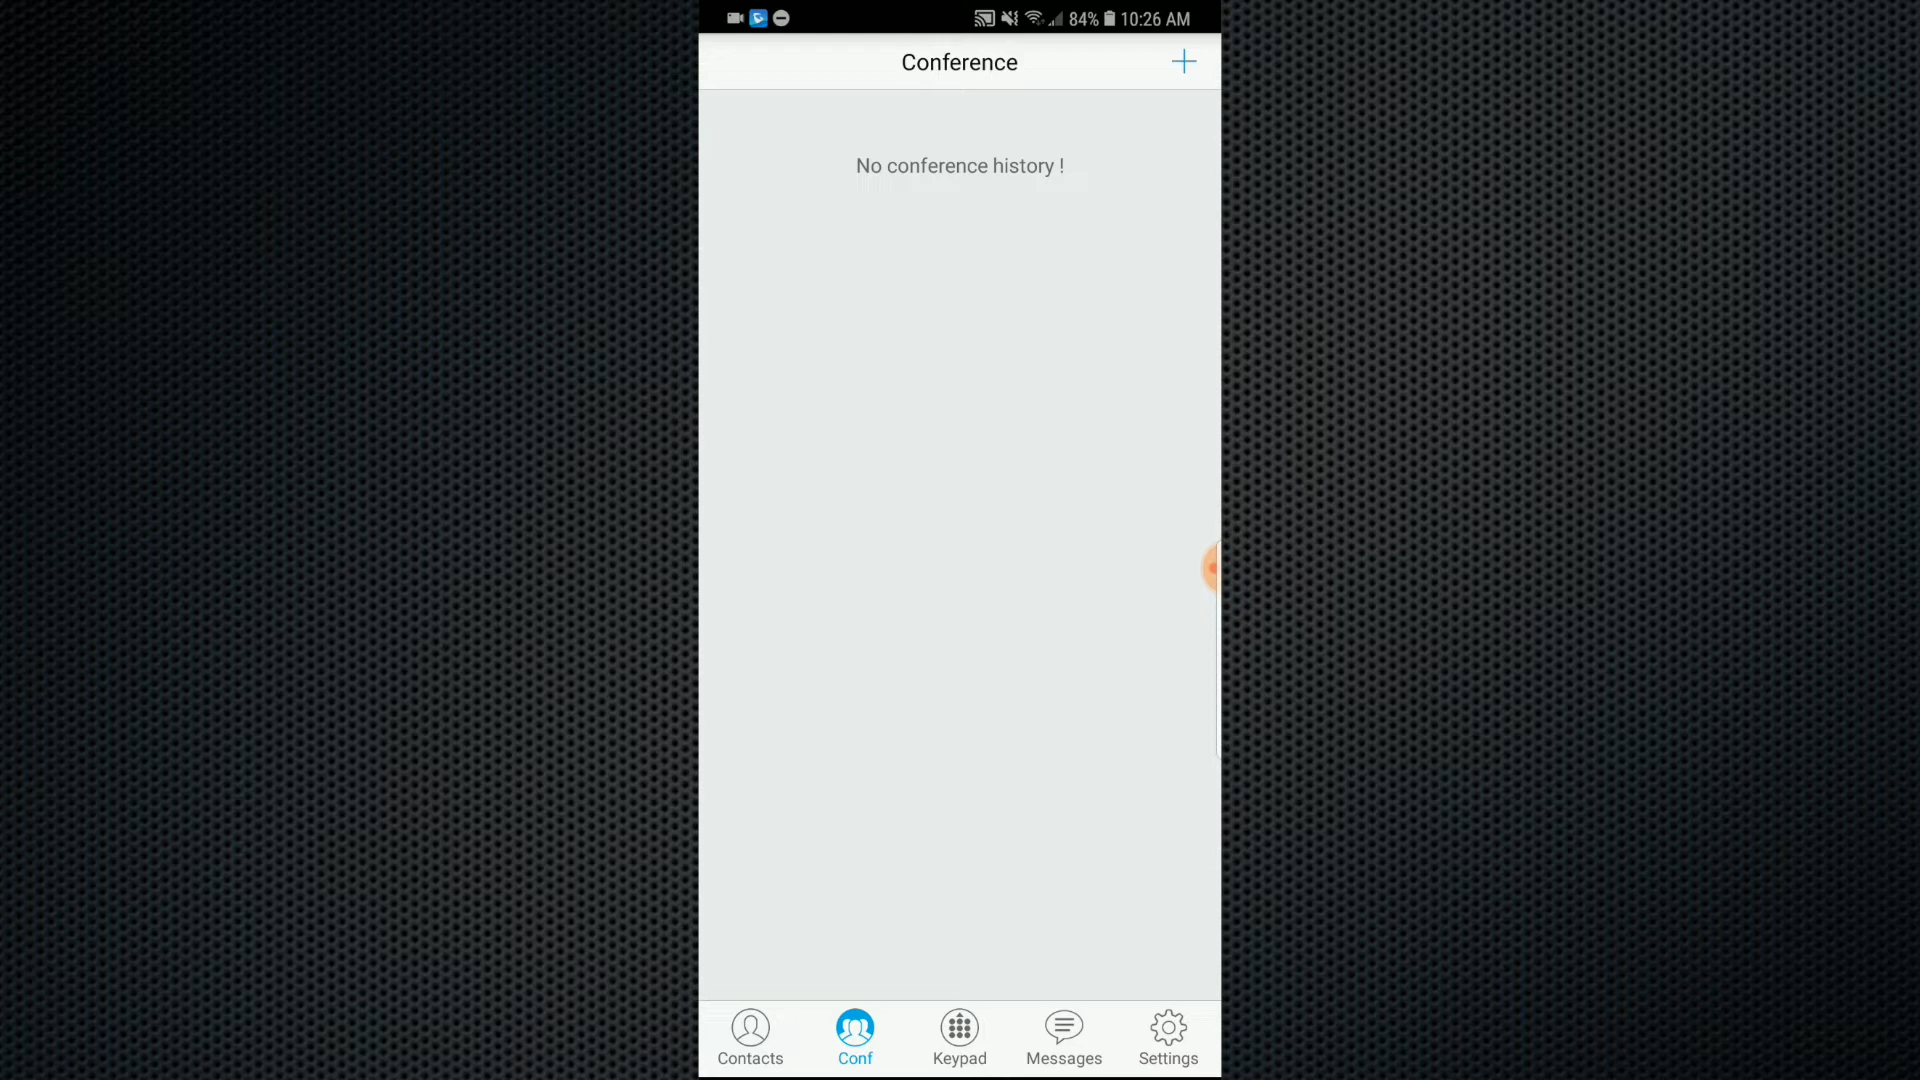 84% 10:26 AM
Conference
No conference history !
Contacts Conf Keypad Messages Settings